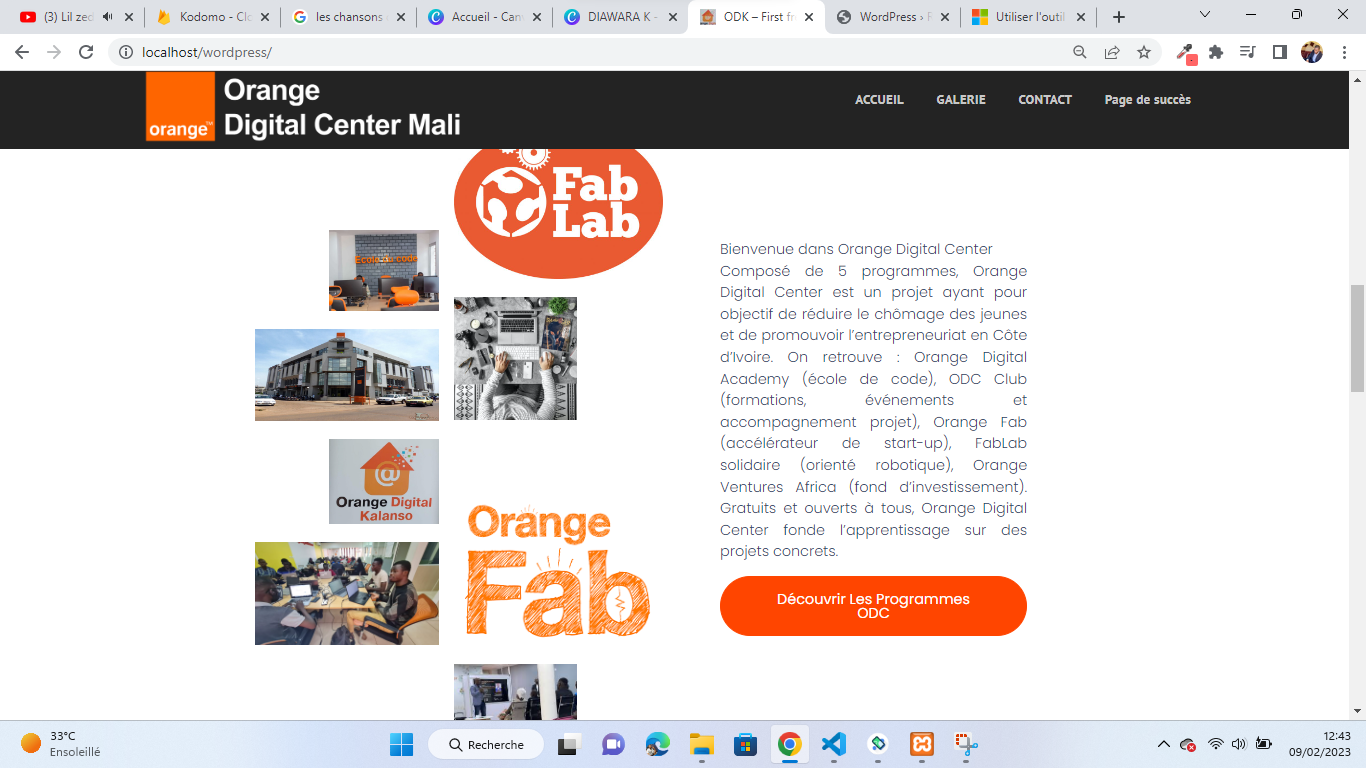 (3) Lil zec
Kodomo - Clo
les chansons
Accueil - Can
DIAWARA K -
ODK – First fr
WordPress › F
Utiliser l'outil
localhost/wordpress/
orange™
Orange
Digital Center Mali
ACCUEIL
GALERIE
CONTACT
Page de succès
Fab
Lab
École du code
Orange Digital
Kalanso
Orange
Fab
Bienvenue dans Orange Digital Center
Composé de 5 programmes, Orange
Digital Center est un projet ayant pour
objectif de réduire le chômage des jeunes
et de promouvoir l’entrepreneuriat en Côte
d’Ivoire. On retrouve : Orange Digital
Academy (école de code), ODC Club
(formations, événements et
accompagnement projet), Orange Fab
(accélérateur de start-up), FabLab
solidaire (orienté robotique), Orange
Ventures Africa (fond d’investissement).
Gratuits et ouverts à tous, Orange Digital
Center fonde l’apprentissage sur des
projets concrets.
Découvrir Les Programmes
ODC
33°C
Ensoleillé
Recherche
12:43
09/02/2023